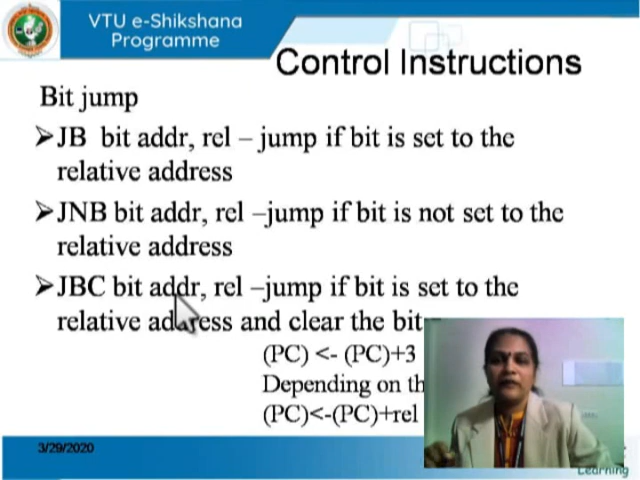 VTU e-Shikshana
Programme
Control Instructions
Bit jump
➢JB bit addr, rel – jump if bit is set to the
relative address
➢JNB bit addr, rel –jump if bit is not set to the
relative address
➢JBC bit addr, rel –jump if bit is set to the
relative address and clear the bit
(PC) <- (PC)+3
Depending on th
(PC)<-(PC)+rel
3/29/2020
Learning